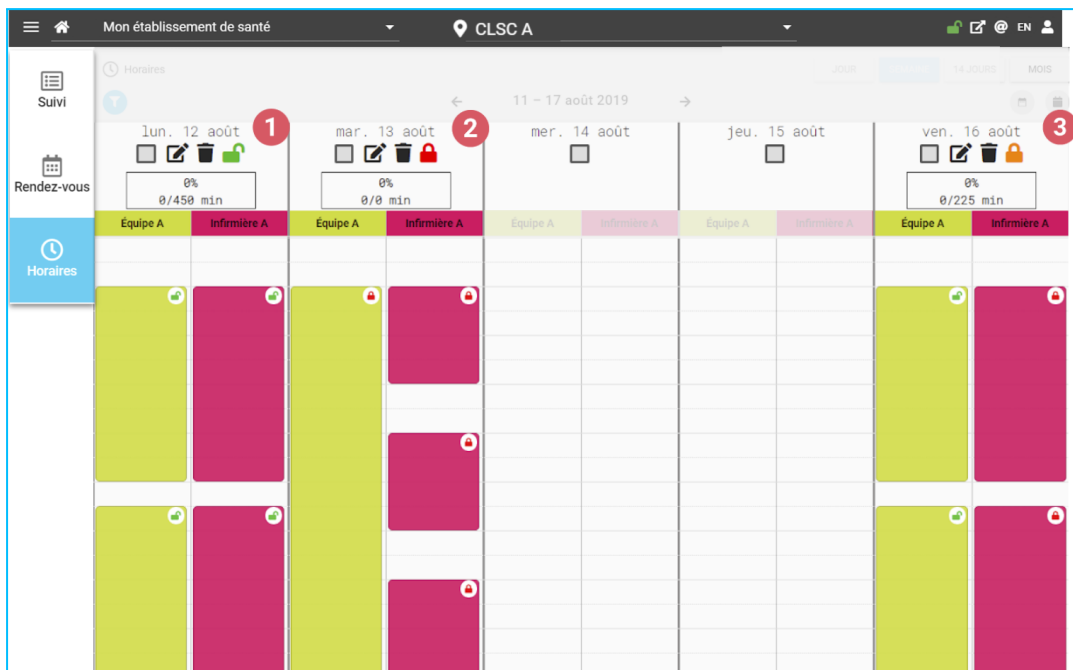 Mon établissement de santé CLSC A @ EN
Suivi
Rendez-vous
Horaires
Horaires JOUR 14 JOURS MOIS
11 – 17 août 2019
lun. 12 août 1 mar. 13 août 2 mer. 14 août jeu. 15 août ven. 16 août 3
0% 0% 0%
0/450 min 0/0 min 0/225 min
Équipe A Infirmière A Équipe A Infirmière A Équipe A Infirmière A Équipe A Infirmière A Équipe A Infirmière A